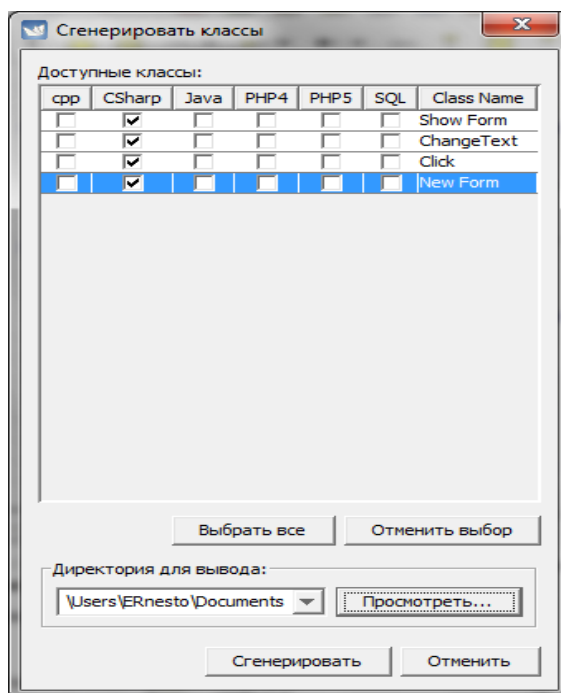 Сгенерировать классы
Доступные классы:
cpp CSharp Java PHP4 PHP5 SQL Class Name
Show Form
ChangeText
Click
New Form
Выбрать все Отменить выбор
Директория для вывода:
\Users\ERnesto\Documents Просмотреть...
Сгенерировать Отменить